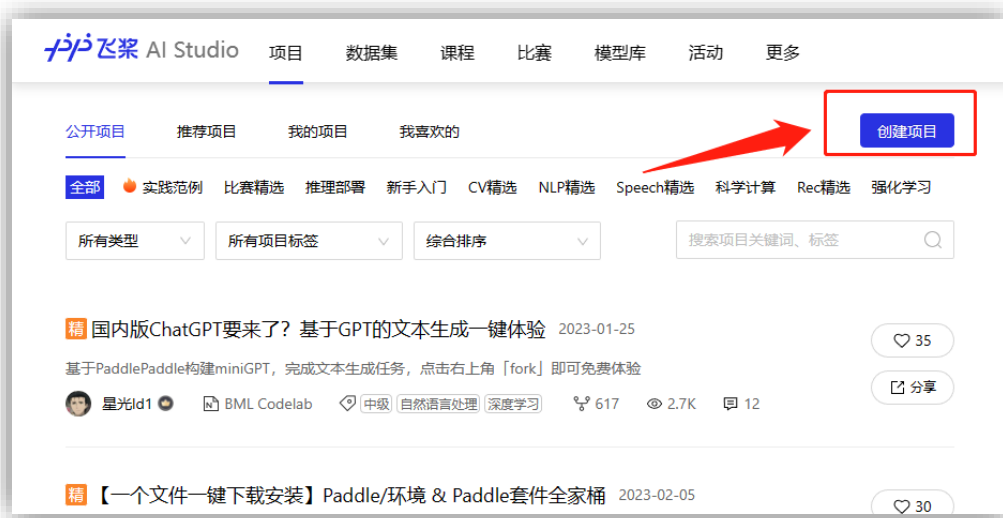 飞桨 AI Studio 项目 数据集 课程 比赛 模型库 活动 更多
公开项目 推荐项目 我的项目 我喜欢的 创建项目
全部 实践范例 比赛精选 推理部署 新手入门 CV精选 NLP精选 Speech精选 科学计算 Rec精选 强化学习
所有类型 所有项目标签 综合排序 搜索项目关键词、标签
精 国内版ChatGPT要来了？基于GPT的文本生成一键体验 2023-01-25
35
基于PaddlePaddle构建miniGPT，完成文本生成任务，点击右上角「fork」即可免费体验
分享
星光ld1 BML Codelab 中级 自然语言处理 深度学习 617 2.7K 12
精 【一个文件一键下载安装】Paddle/环境 & Paddle套件全家桶 2023-02-05
30